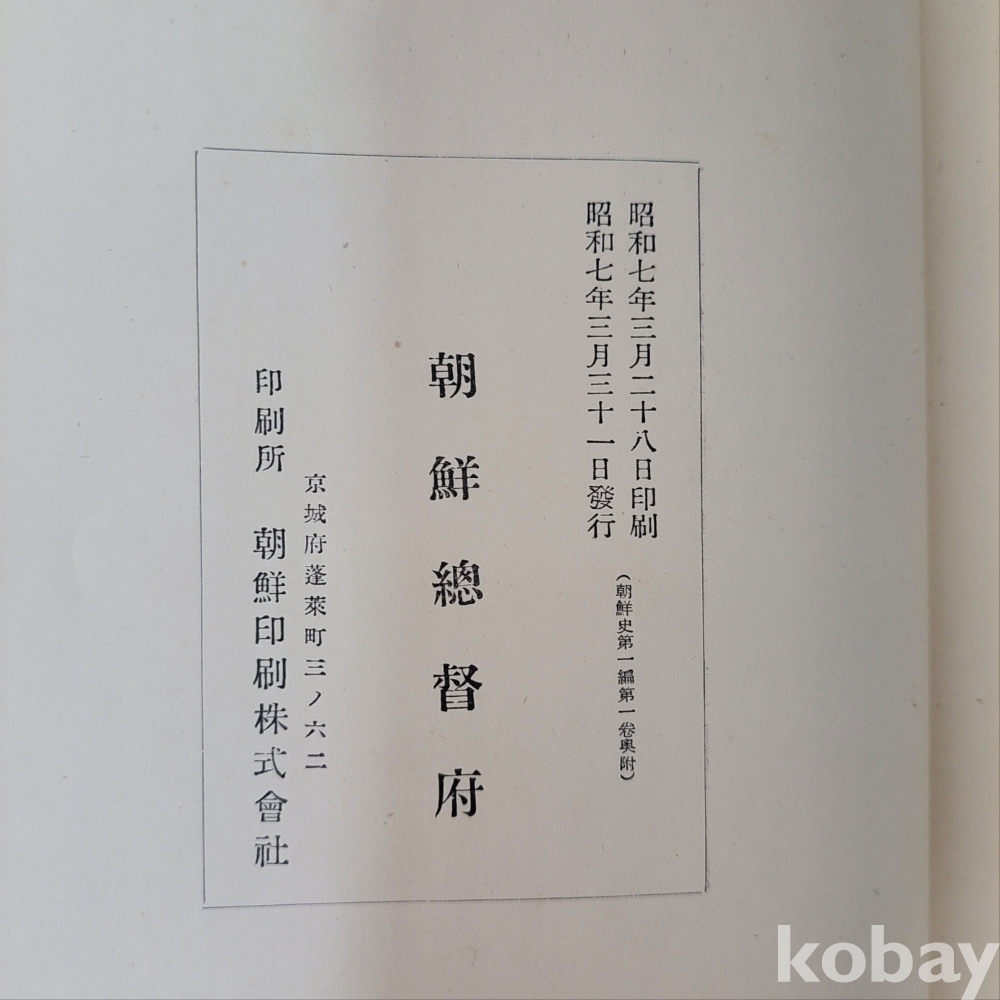 昭和七年三月二十八日印刷
昭和七年三月三十一日發行
（朝鮮史第一編第一卷奥附）
朝鮮總督府
京城府蓬萊町三ノ六二
印刷所 朝鮮印刷株式會社
kobay